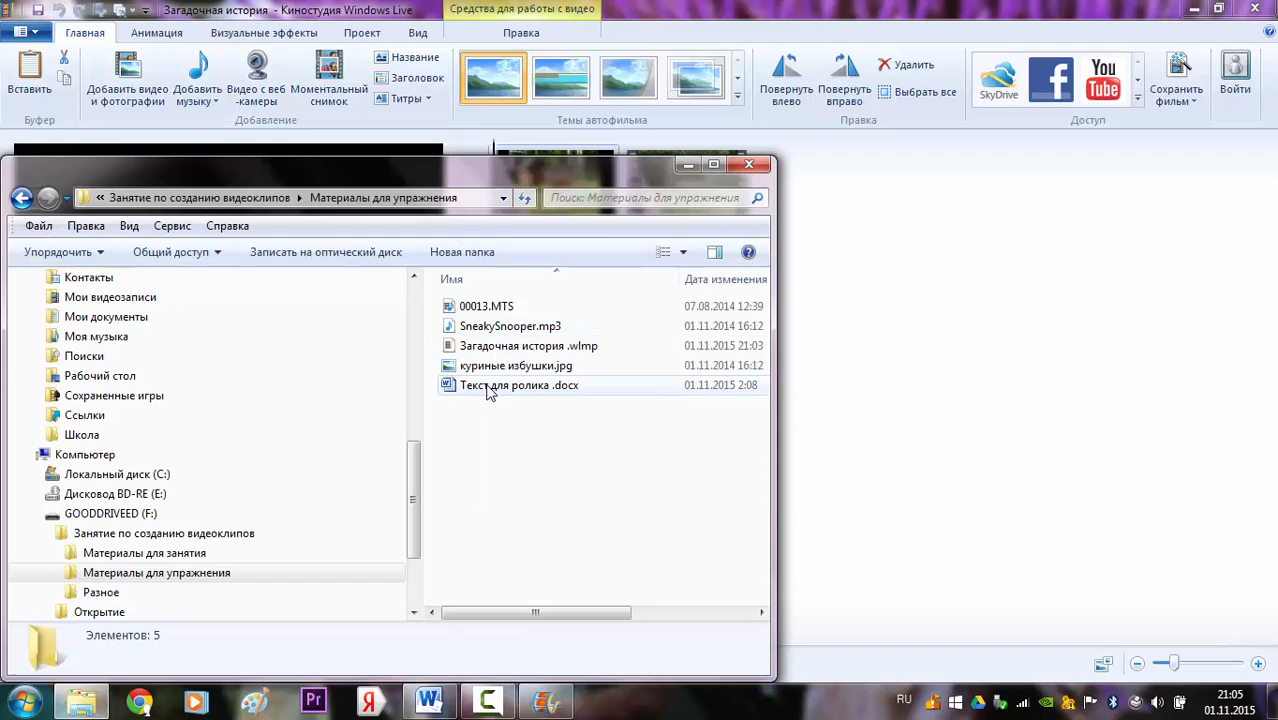 Загадочная история - Киностудия Windows Live
Средства для работы с видео
Главная Анимация Визуальные эффекты Проект Вид Правка
Вставить
Добавить видео и фотографии
Добавить музыку
Видео с веб-камеры
Моментальный снимок
Название
Заголовок
Титры
Повернуть влево
Повернуть вправо
Удалить
Выбрать все
SkyDrive
f
You Tube
Сохранить фильм
Войти
Буфер Добавление Темы автофильма Правка Доступ
« Занятие по созданию видеоклипов Материалы для упражнения
Поиск: Материалы для упражнения
Файл Правка Вид Сервис Справка
Упорядочить Общий доступ Записать на оптический диск Новая папка
Контакты
Мои видеозаписи
Мои документы
Моя музыка
Поиски
Рабочий стол
Сохраненные игры
Ссылки
Школа
Компьютер
Локальный диск (C:)
Дисковод BD-RE (E:)
GOODDRIVEED (F:)
Занятие по созданию видеоклипов
Материалы для занятия
Материалы для упражнения
Разное
Открытие
Имя Дата изменения
00013.MTS 07.08.2014 12:39
SneakySnooper.mp3 01.11.2014 16:12
Загадочная история .wlmp 01.11.2015 21:03
куриные избушки.jpg 01.11.2014 16:12
Текст для ролика .docx 01.11.2015 2:08
Элементов: 5
Pr Я W C
RU
21:05
01.11.2015